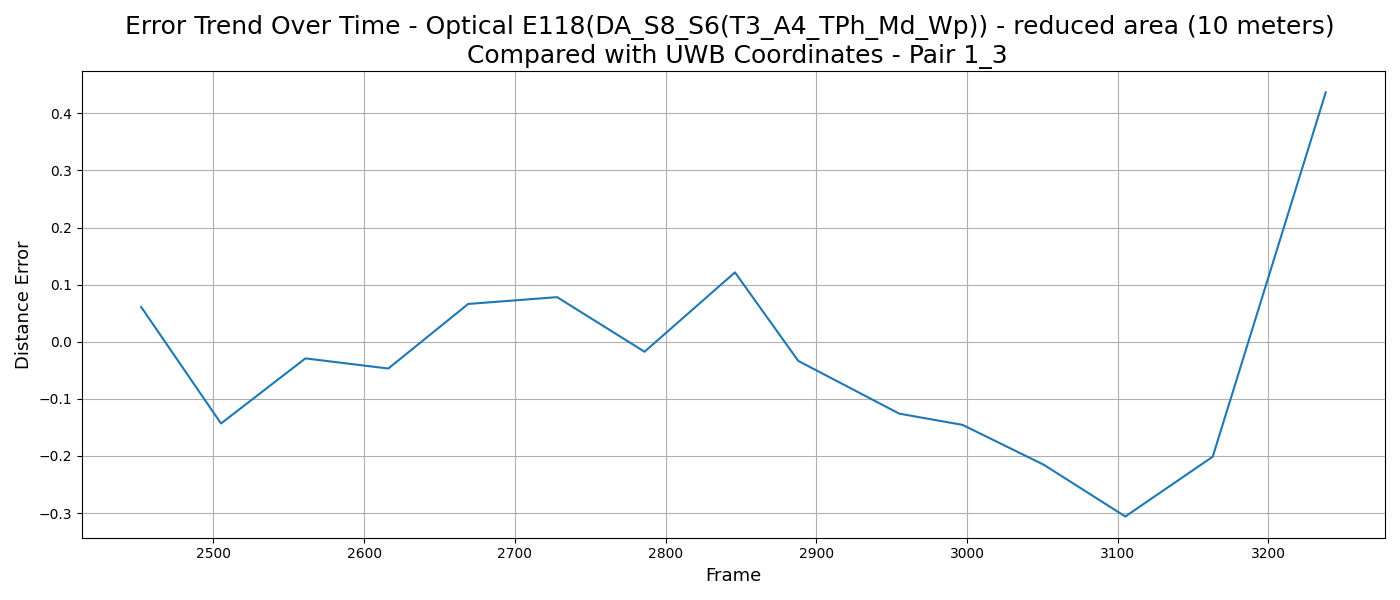 Error Trend Over Time - Optical E118(DA_S8_S6(T3_A4_TPh_Md_Wp)) - reduced area (10 meters)
Compared with UWB Coordinates - Pair 1_3
Distance Error
0.4
0.3
0.2
0.1
0.0
−0.1
−0.2
−0.3
2500 2600 2700 2800 2900 3000 3100 3200
Frame